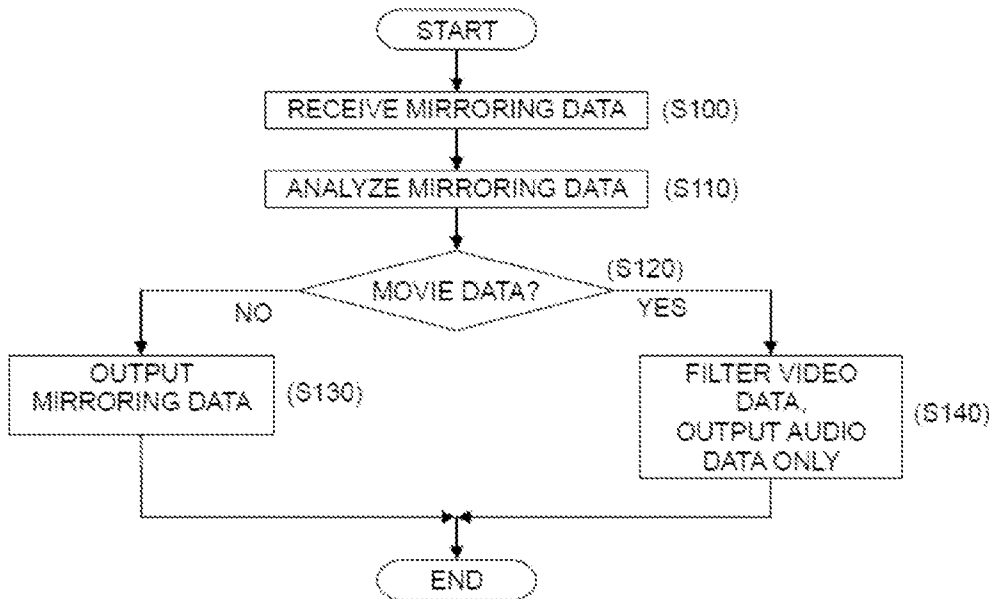 START
RECEIVE MIRRORING DATA
(S100)
ANALYZE MIRRORING DATA
(S110)
(S120)
MOVIE DATA?
NO
YES
OUTPUT
MIRRORING DATA
(S130)
FILTER VIDEO
DATA,
OUTPUT AUDIO
DATA ONLY
(S140)
END